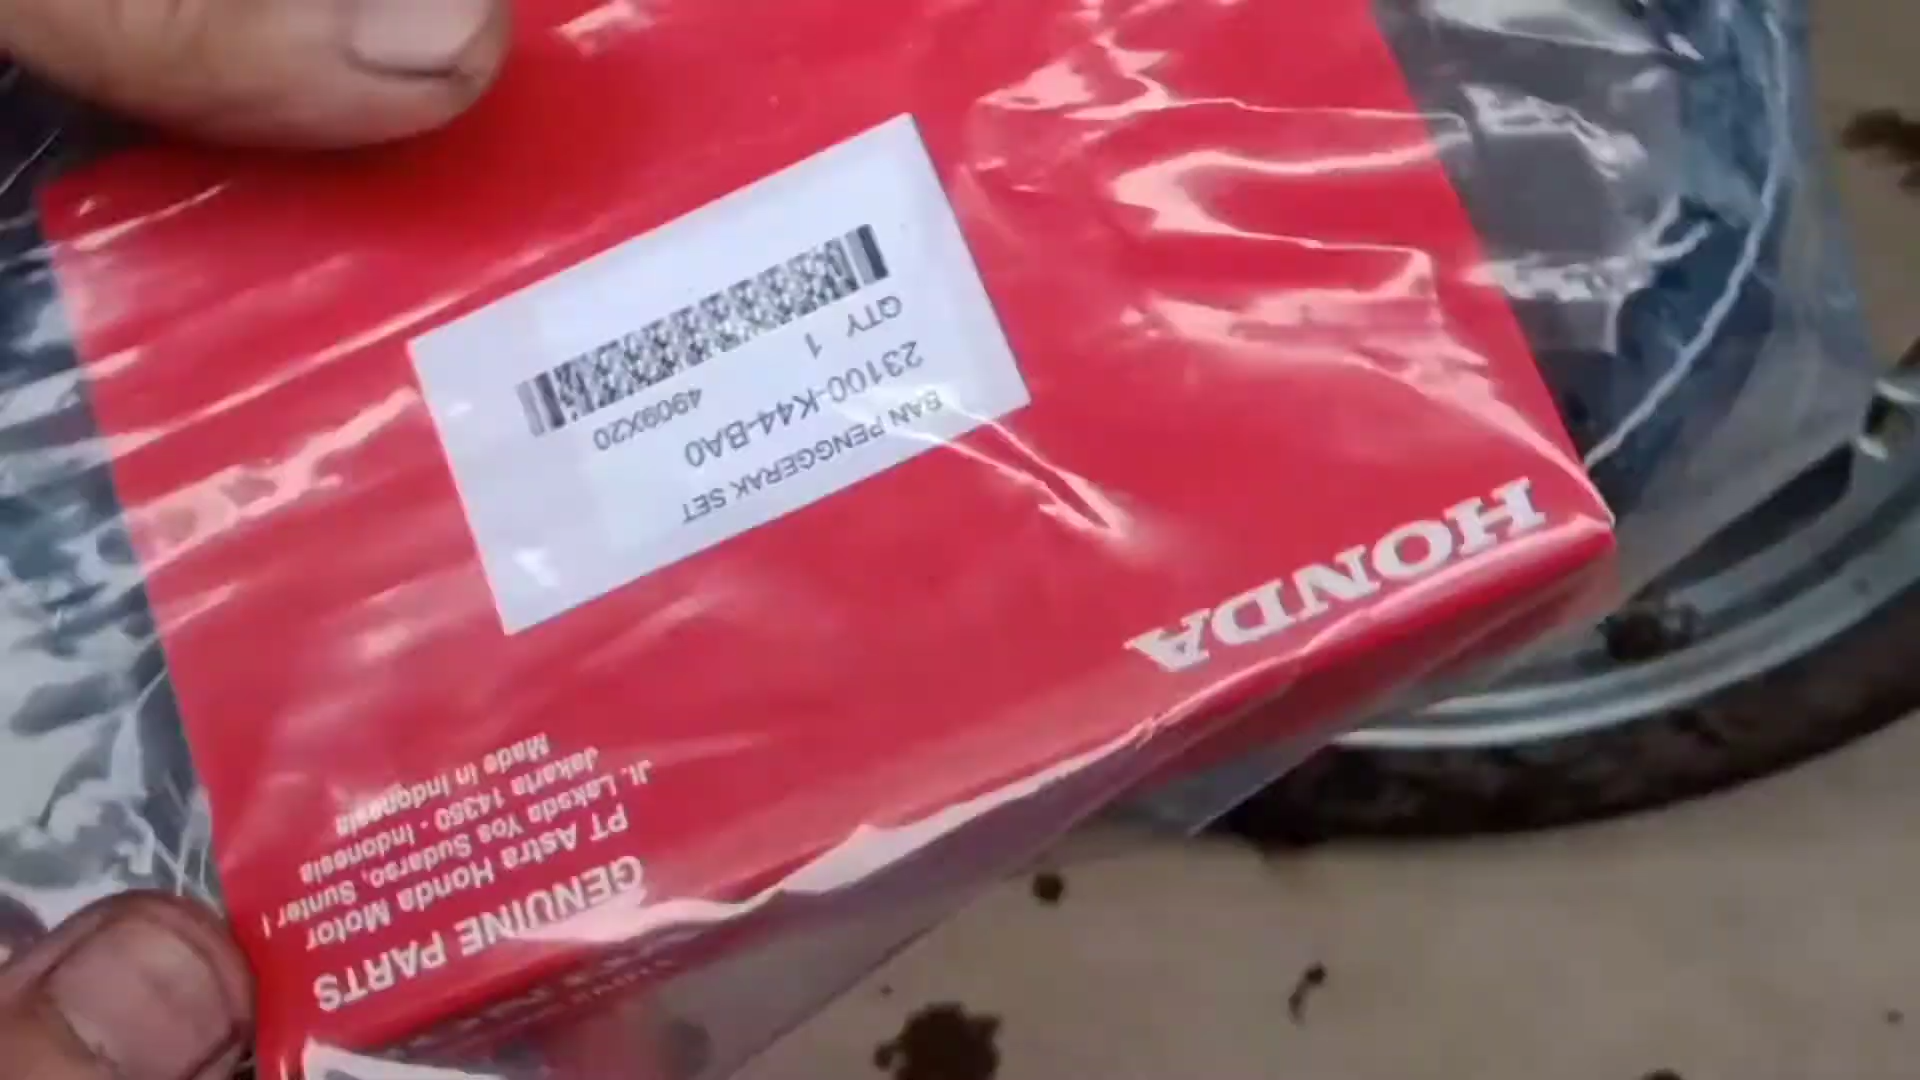 HONDA
BAN PENGGERAK SET
23100-K44-BA0
QTY 1
4909X20
GENUINE PARTS
PT Astra Honda Motor
Jl. Laksda Yos Sudarso, Sunter I
Jakarta 14350 - Indonesia
Made in Indonesia